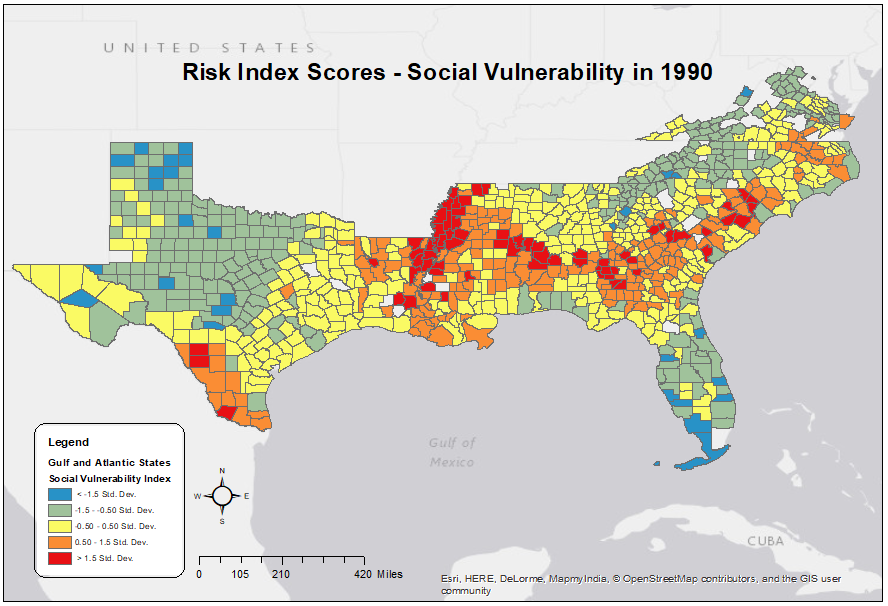 UNITED STATES
Risk Index Scores - Social Vulnerability in 1990
Gulf of
Mexico
CUBA
Legend
Gulf and Atlantic States
Social Vulnerability Index
< -1.5 Std. Dev.
-1.5 - -0.50 Std. Dev.
-0.50 - 0.50 Std. Dev.
0.50 - 1.5 Std. Dev.
> 1.5 Std. Dev.
N
W E
S
0 105 210 420 Miles
Esri, HERE, DeLorme, MapmyIndia, © OpenStreetMap contributors, and the GIS user
community